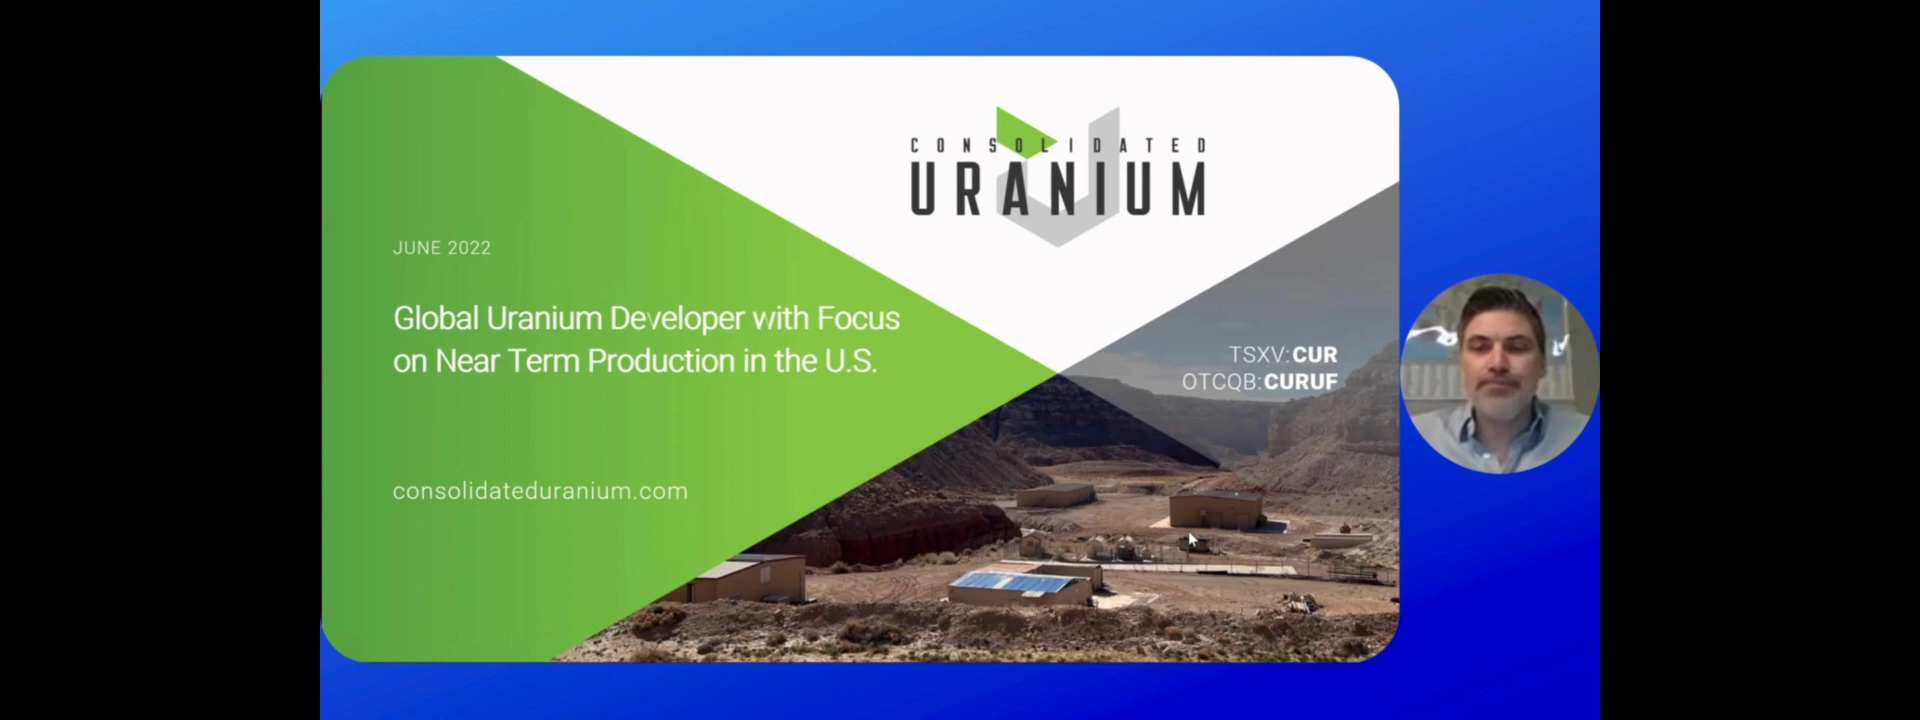 CONSOLIDATED
URANIUM
JUNE 2022
Global Uranium Developer with Focus
on Near Term Production in the U.S.
TSXV:CUR
OTCQB:CURUF
consolidateduranium.com